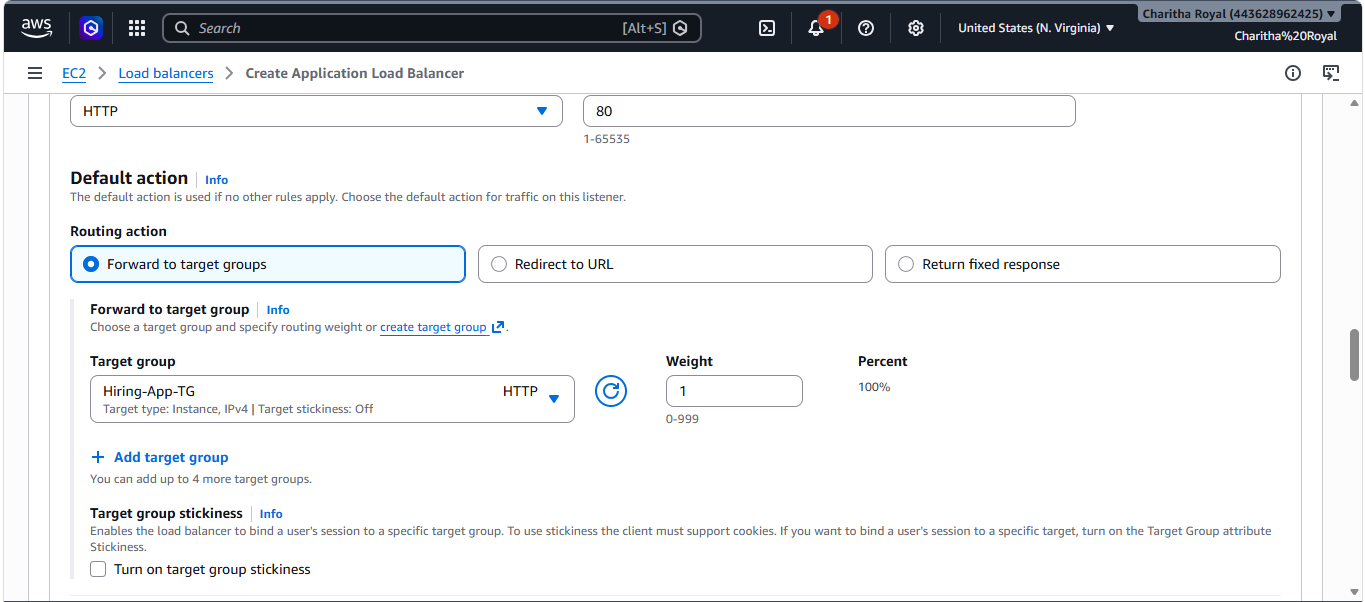 aws
Search [Alt+S]
1
United States (N. Virginia)
Charitha Royal (443628962425)
Charitha%20Royal
EC2 > Load balancers > Create Application Load Balancer
HTTP
80
1-65535
Default action Info
The default action is used if no other rules apply. Choose the default action for traffic on this listener.
Routing action
Forward to target groups
Redirect to URL
Return fixed response
Forward to target group Info
Choose a target group and specify routing weight or create target group .
Target group
Weight
Percent
Hiring-App-TG HTTP
Target type: Instance, IPv4 | Target stickiness: Off
1
100%
0-999
+ Add target group
You can add up to 4 more target groups.
Target group stickiness Info
Enables the load balancer to bind a user's session to a specific target group. To use stickiness the client must support cookies. If you want to bind a user's session to a specific target, turn on the Target Group attribute
Stickiness.
Turn on target group stickiness